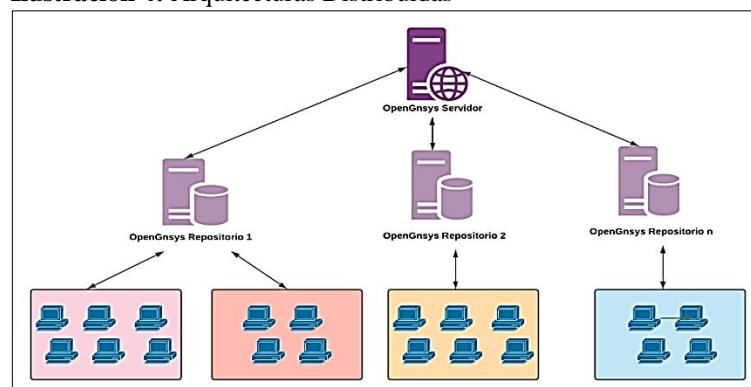 Ilustración 4. Arquitecturas Distribuidas
OpenGnsys Servidor
OpenGnsys Repositorio 1
OpenGnsys Repositorio 2
OpenGnsys Repositorio n